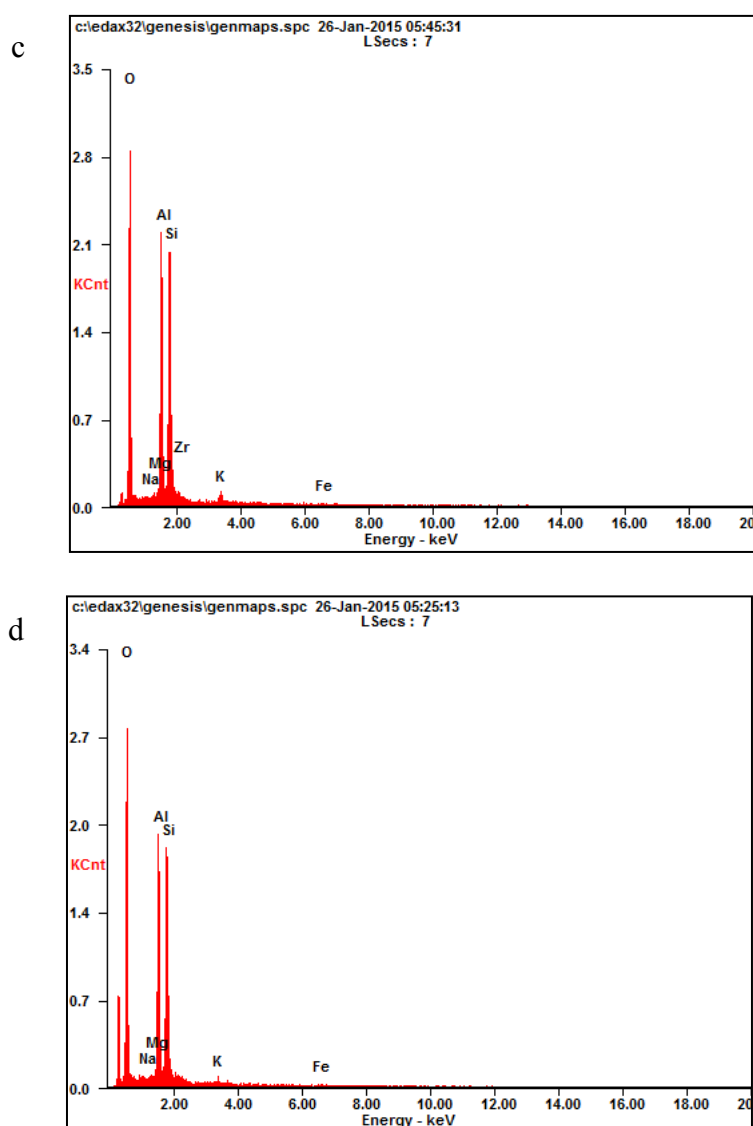 c
c:\edax32\genesis\genmaps.spc 26-Jan-2015 05:45:31
LSecs : 7
3.5
O
2.8
Al
2.1
Si
KCnt
1.4
0.7
Zr
Mg
Na
K
Fe
0.0
2.00 4.00 6.00 8.00 10.00 12.00 14.00 16.00 18.00 20
Energy - keV
d
c:\edax32\genesis\genmaps.spc 26-Jan-2015 05:25:13
LSecs : 7
3.4
O
2.7
2.0
Al
Si
KCnt
1.4
0.7
Mg
Na
K
Fe
0.0
2.00 4.00 6.00 8.00 10.00 12.00 14.00 16.00 18.00 20
Energy - keV